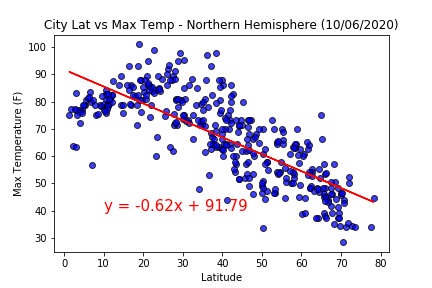 City Lat vs Max Temp - Northern Hemisphere (10/06/2020)
Max Temperature (F)
100
90
80
70
60
50
40
30
y = -0.62x + 91.79
0 10 20 30 40 50 60 70 80
Latitude